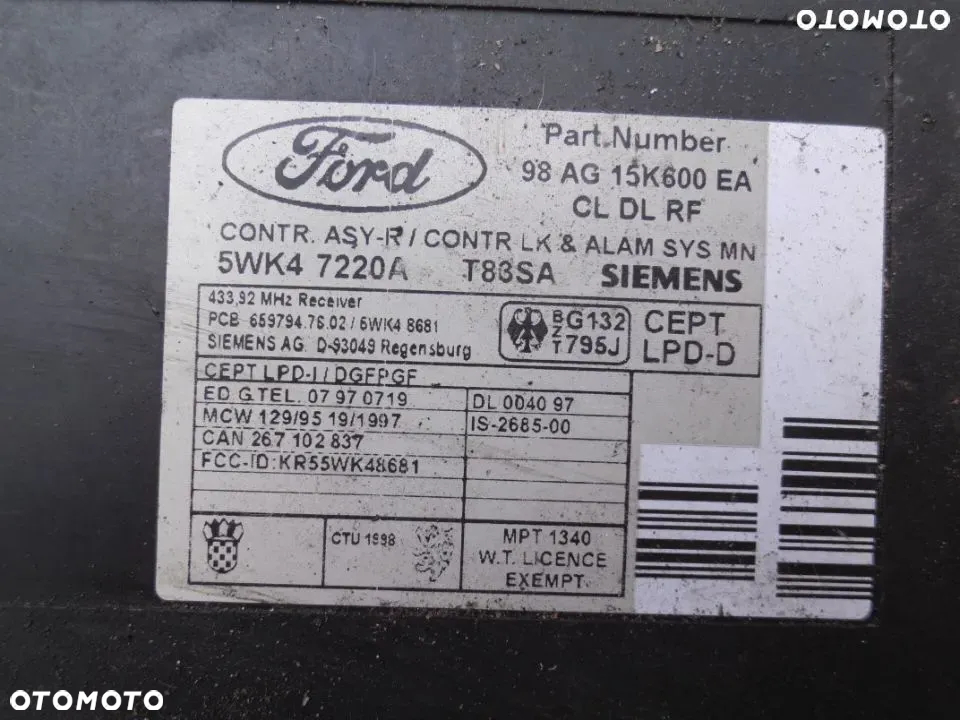 OTOMOTO
Ford
Part.Number
98 AG 15K600 EA
CL DL RF
CONTR. ASY-R / CONTR LK & ALAM SYS MN
5WK4 7220A T83SA SIEMENS
433,92 MHz Receiver
PCB 659794.76.02 / 5WK4 8681
SIEMENS AG. D-93049 Regensburg
BZT
G132
795J
CEPT
LPD-D
CEPT LPD-I / DGFPGF
ED G.TEL. 07 97 0719
DL 0040 97
MCW 129/95 19/1997
IS-2685-00
CAN 267 102 837
FCC-ID:KR55WK48681
CTU 1998
MPT 1340
W.T. LICENCE
EXEMPT.
OTOMOTO